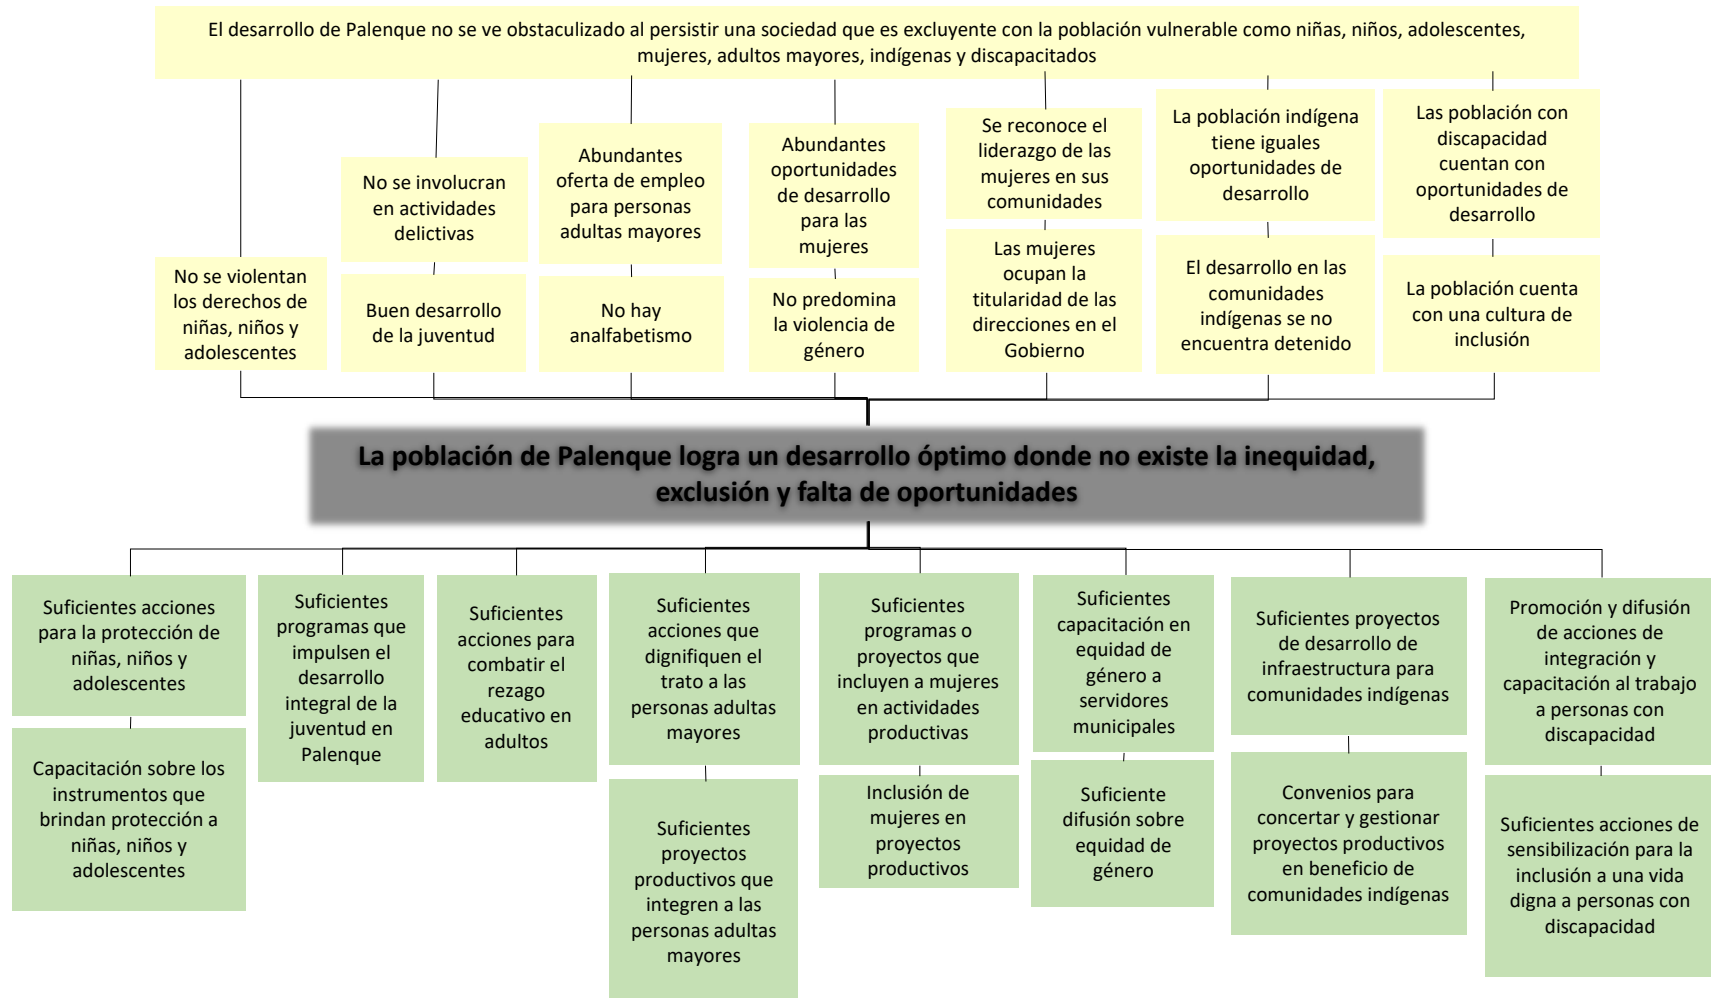 El desarrollo de Palenque no se ve obstaculizado al persistir una sociedad que es excluyente con la población vulnerable como niñas, niños, adolescentes,
mujeres, adultos mayores, indígenas y discapacitados
No se violentan
los derechos de
niñas, niños y
adolescentes
No se involucran
en actividades
delictivas
Buen desarrollo
de la juventud
Abundantes
oferta de empleo
para personas
adultas mayores
No hay
analfabetismo
Abundantes
oportunidades
de desarrollo
para las
mujeres
No predomina
la violencia de
género
Se reconoce el
liderazgo de las
mujeres en sus
comunidades
Las mujeres
ocupan la
titularidad de las
direcciones en el
Gobierno
La población indígena
tiene iguales
oportunidades de
desarrollo
El desarrollo en las
comunidades
indígenas se no
encuentra detenido
Las población con
discapacidad
cuentan con
oportunidades de
desarrollo
La población cuenta
con una cultura de
inclusión
La población de Palenque logra un desarrollo óptimo donde no existe la inequidad,
exclusión y falta de oportunidades
Suficientes acciones
para la protección de
niñas, niños y
adolescentes
Capacitación sobre los
instrumentos que
brindan protección a
niñas, niños y
adolescentes
Suficientes
programas que
impulsen el
desarrollo
integral de la
juventud en
Palenque
Suficientes
acciones para
combatir el
rezago
educativo en
adultos
Suficientes
acciones que
dignifiquen el
trato a las
personas adultas
mayores
Suficientes
proyectos
productivos que
integren a las
personas adultas
mayores
Suficientes
programas o
proyectos que
incluyen a mujeres
en actividades
productivas
Inclusión de
mujeres en
proyectos
productivos
Suficientes
capacitación en
equidad de
género a
servidores
municipales
Suficiente
difusión sobre
equidad de
género
Suficientes proyectos
de desarrollo de
infraestructura para
comunidades indígenas
Convenios para
concertar y gestionar
proyectos productivos
en beneficio de
comunidades indígenas
Promoción y difusión
de acciones de
integración y
capacitación al trabajo
a personas con
discapacidad
Suficientes acciones de
sensibilización para la
inclusión a una vida
digna a personas con
discapacidad